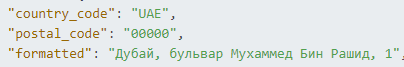 "country_code": "UAE",
"postal_code": "00000",
"formatted": "Дубай, бульвар Мухаммед Бин Рашид, 1",